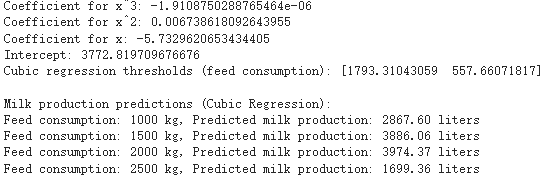 Coefficient for x^3: -1.9108750288765464e-06
Coefficient for x^2: 0.006738618092643955
Coefficient for x: -5.7329620653434405
Intercept: 3772.819709676676
Cubic regression thresholds (feed consumption): [1793.31043059  557.66071817]
Milk production predictions (Cubic Regression):
Feed consumption: 1000 kg, Predicted milk production: 2867.60 liters
Feed consumption: 1500 kg, Predicted milk production: 3886.06 liters
Feed consumption: 2000 kg, Predicted milk production: 3974.37 liters
Feed consumption: 2500 kg, Predicted milk production: 1699.36 liters